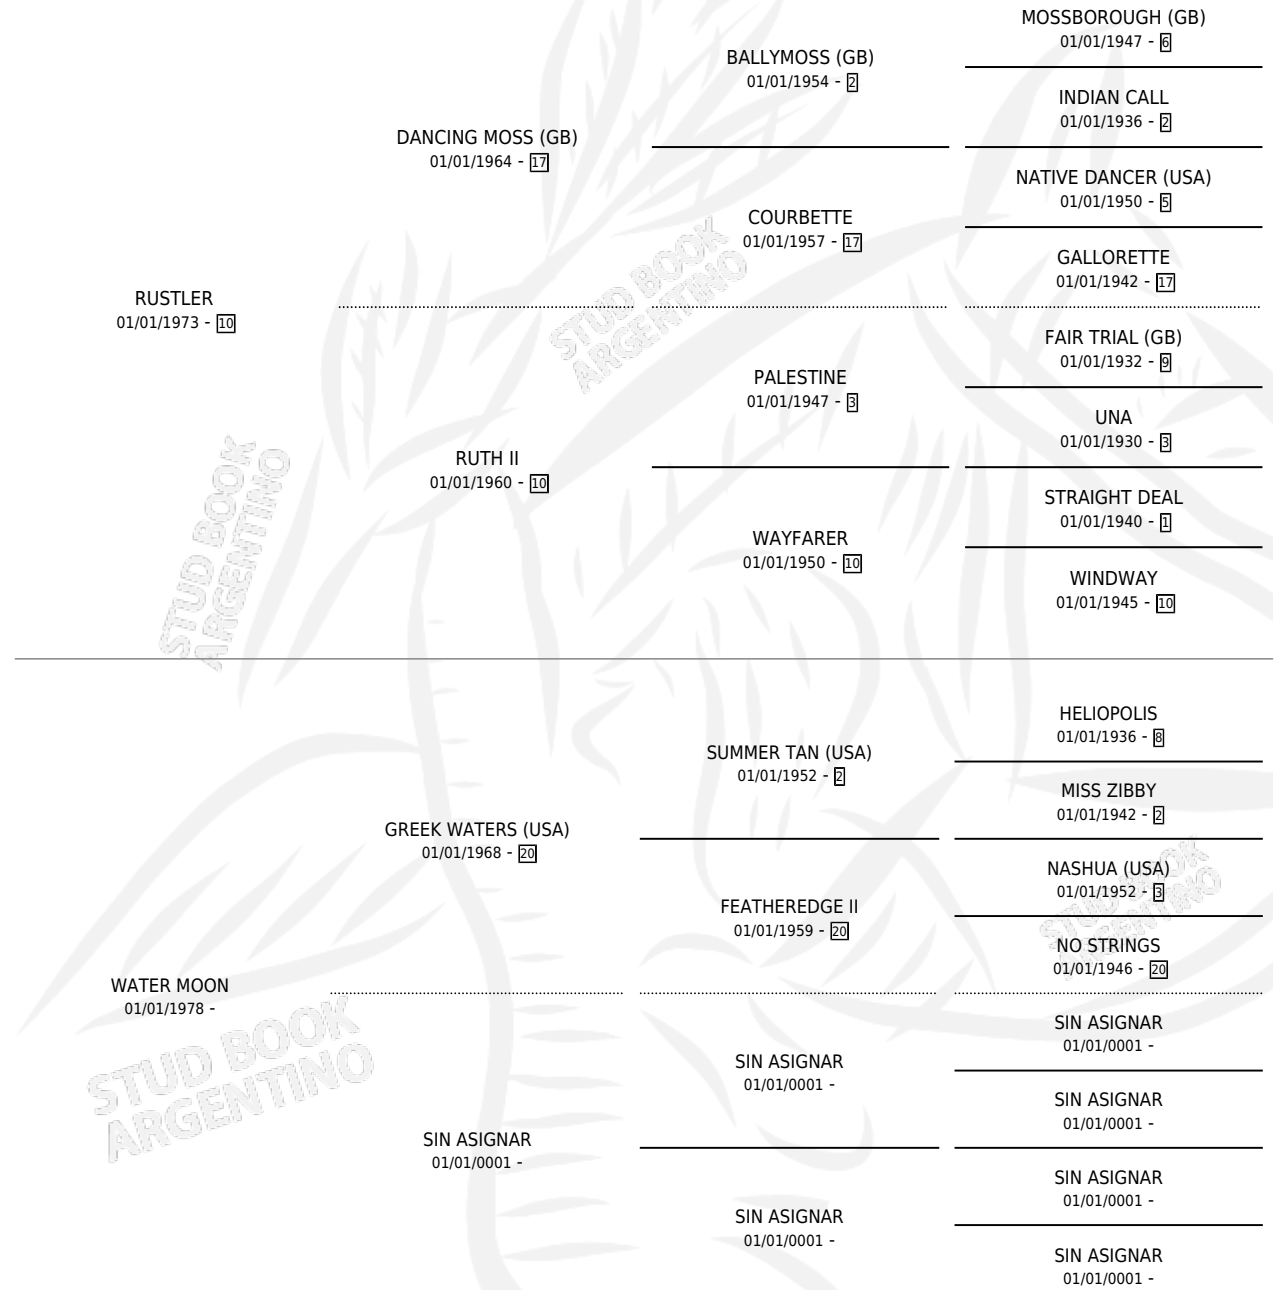 MOSSBOROUGH (GB)
01/01/1947 - 6
BALLYMOSS (GB)
01/01/1954 - 2
INDIAN CALL
01/01/1936 - 2
DANCING MOSS (GB)
01/01/1964 - 17
NATIVE DANCER (USA)
01/01/1950 - 5
COURBETTE
01/01/1957 - 17
GALLORETTE
01/01/1942 - 17
RUSTLER
01/01/1973 - 10
STUD BOOK
ARGENTINO
FAIR TRIAL (GB)
01/01/1932 - 9
PALESTINE
01/01/1947 - 3
UNA
01/01/1930 - 3
RUTH II
01/01/1960 - 10
STRAIGHT DEAL
01/01/1940 - 1
WAYFARER
01/01/1950 - 10
WINDWAY
01/01/1945 - 10
STUD BOOK
ARGENTINO
HELIOPOLIS
01/01/1936 - 8
SUMMER TAN (USA)
01/01/1952 - 2
MISS ZIBBY
01/01/1942 - 2
GREEK WATERS (USA)
01/01/1968 - 20
NASHUA (USA)
01/01/1952 - 3
STUD BOOK
ARGENTINO
FEATHEREDGE II
01/01/1959 - 20
NO STRINGS
01/01/1946 - 20
WATER MOON
01/01/1978 -
STUD BOOK
ARGENTINO
SIN ASIGNAR
01/01/0001 -
SIN ASIGNAR
01/01/0001 -
SIN ASIGNAR
01/01/0001 -
SIN ASIGNAR
01/01/0001 -
SIN ASIGNAR
01/01/0001 -
SIN ASIGNAR
01/01/0001 -
SIN ASIGNAR
01/01/0001 -